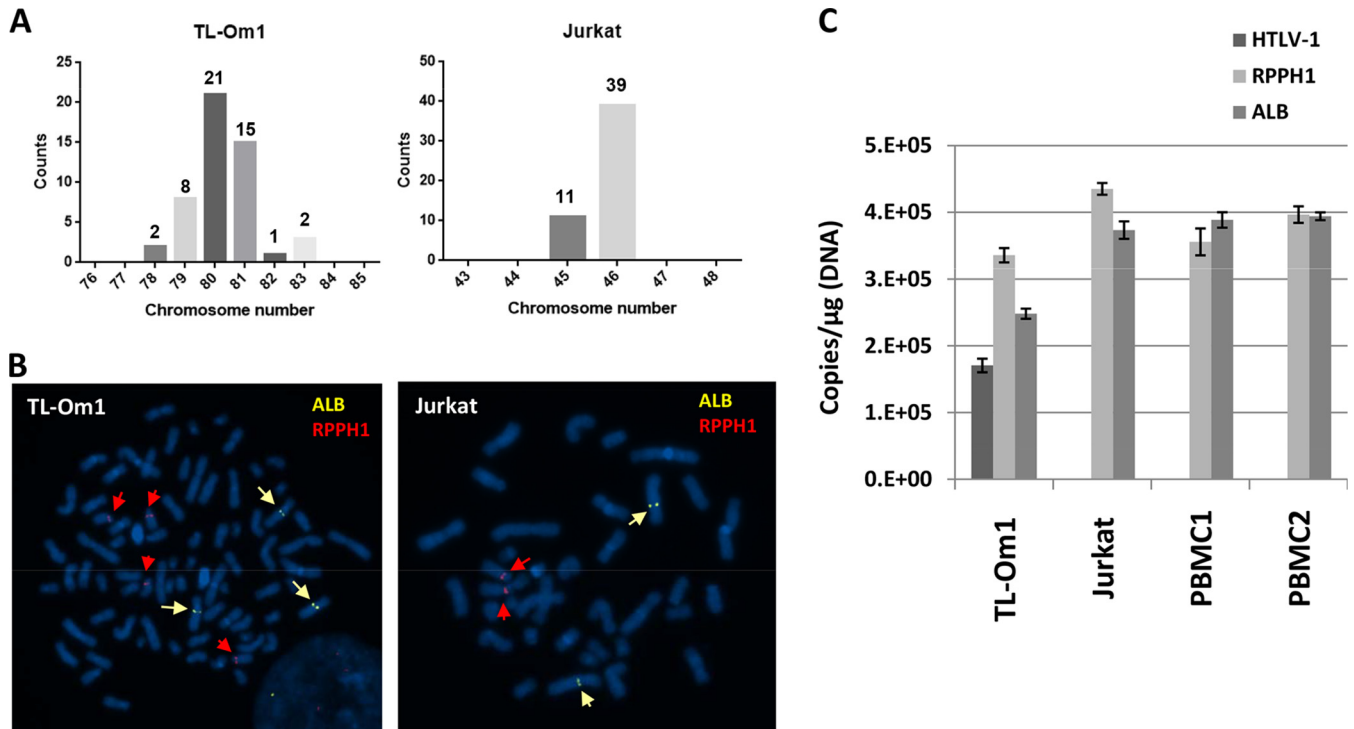 A
TL-Om1
25
20
15
10
5
0
Counts
2
8
21
15
1
2
76 77 78 79 80 81 82 83 84 85
Chromosome number
Jurkat
50
40
30
20
10
0
Counts
11
39
43 44 45 46 47 48
Chromosome number
B
TL-Om1
ALB
RPPH1
Jurkat
ALB
RPPH1
C
HTLV-1
RPPH1
ALB
5.E+05
4.E+05
3.E+05
2.E+05
1.E+05
0.E+00
Copies/µg (DNA)
TL-Om1
Jurkat
PBMC1
PBMC2